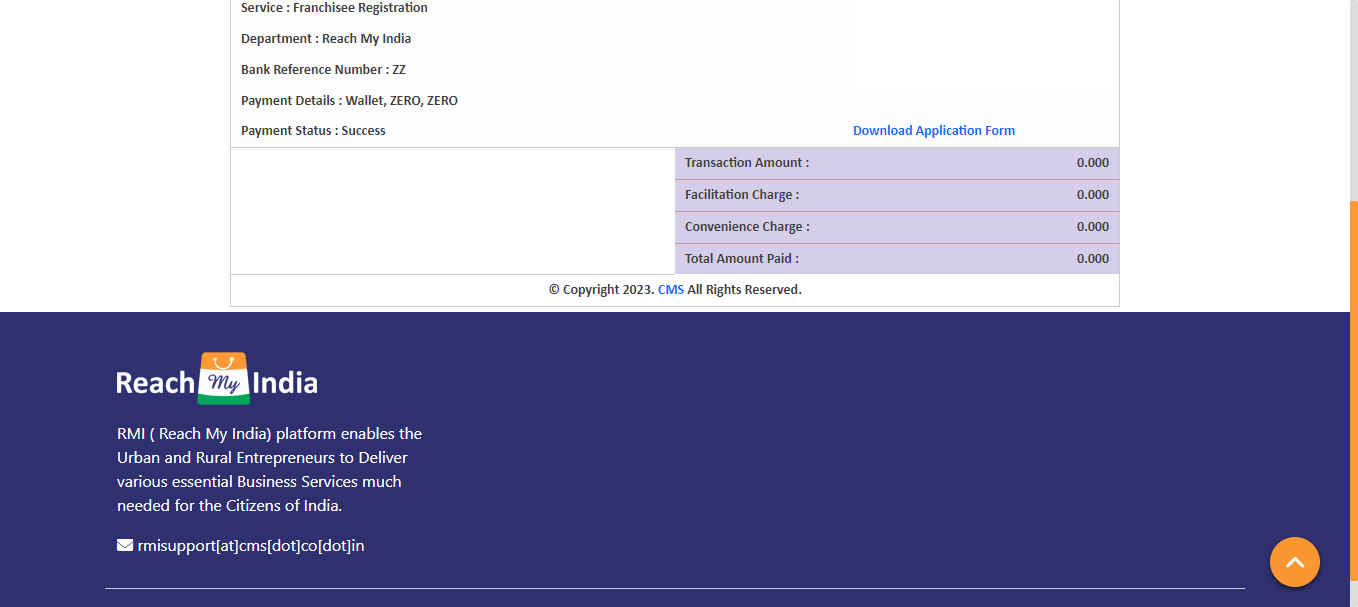 Service : Franchisee Registration
Department : Reach My India
Bank Reference Number : ZZ
Payment Details : Wallet, ZERO, ZERO
Payment Status : Success
Download Application Form
Transaction Amount : 0.000
Facilitation Charge : 0.000
Convenience Charge : 0.000
Total Amount Paid : 0.000
© Copyright 2023. CMS All Rights Reserved.
Reach My India
RMI ( Reach My India) platform enables the
Urban and Rural Entrepreneurs to Deliver
various essential Business Services much
needed for the Citizens of India.
rmisupport[at]cms[dot]co[dot]in